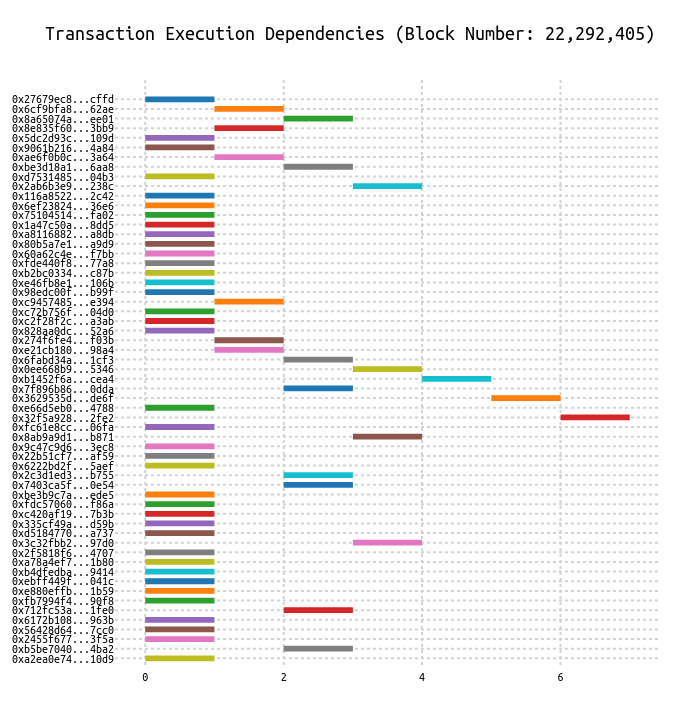 Transaction Execution Dependencies (Block Number: 22,292,405)
0x27679ec8...cffd
0x6cf9bfa8...62ae
0x8a65074a...ee01
0x8e835f60...3bb9
0x5dc2d93c...109d
0x9061b216...4a84
0xae6f0b0c...3a64
0xbe3d18a1...6aa8
0xd7531485...04b3
0x2ab6b3e9...238c
0x116a8522...2c42
0x6ef23824...36e6
0x75104514...fa02
0x1a47c50a...8dd5
0xa8116882...a8db
0x80b5a7e1...a9d9
0x60a62c4e...f7bb
0xfde440f8...77a8
0xb2bc0334...c87b
0xe46fb8e1...106b
0x98edc00f...b99f
0xc9457485...e394
0xc72b756f...04d0
0xc2f28f2c...a3ab
0x828aa0dc...52a6
0x274f6fe4...f03b
0xe21cb180...98a4
0x6fabd34a...1cf3
0x0ee668b9...5346
0xb1452f6a...cea4
0x7f896b86...0dda
0x3629535d...de6f
0xe66d5eb0...4788
0x32f5a928...2fe2
0xfc61e8cc...06fa
0x8ab9a9d1...b871
0x9c47c9d6...3ec8
0x22b51cf7...af59
0x6222bd2f...5aef
0x2c3d1ed3...b755
0x7403ca5f...0e54
0xbe3b9c7a...ede5
0xfdc57060...f86a
0xc420af19...7b3b
0x335cf49a...d59b
0xd5184770...a737
0x3c32fbb2...97d0
0x2f5818f6...4707
0xa78a4ef7...1b80
0xb4dfedba...9414
0xebff449f...041c
0xe880effb...1b59
0xfb7994f4...90f8
0x712fc53a...1fe0
0x6172b108...963b
0x56428d64...7cc0
0x2455f677...3f5a
0xb5be7040...4ba2
0xa2ea0e74...10d9
0 2 4 6